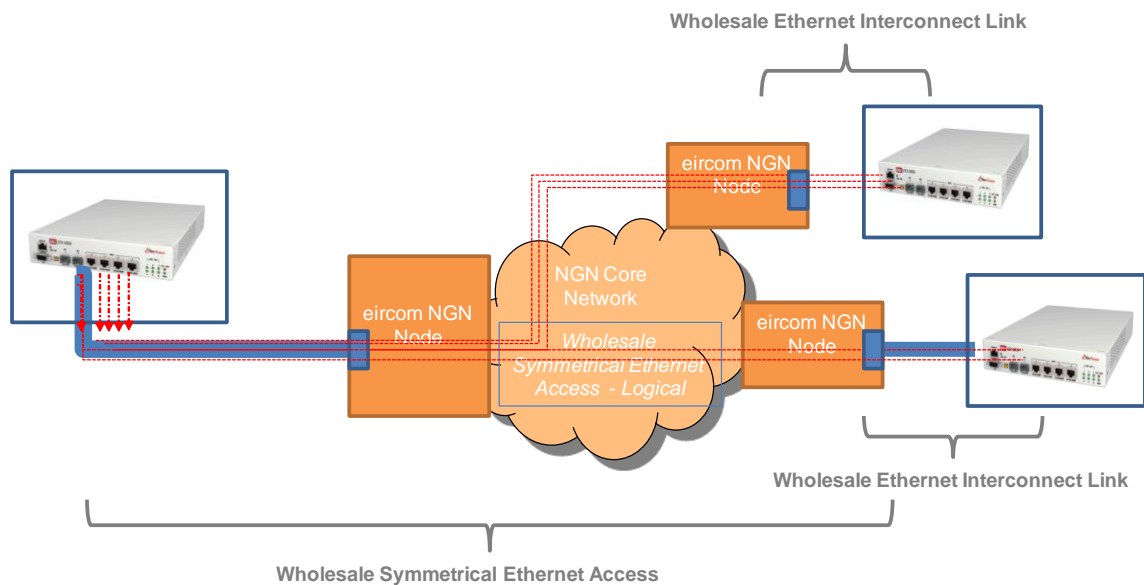 Wholesale Ethernet Interconnect Link
eircom NGN
Node
NGN Core
Network
eircom NGN
Node
eircom NGN
Node
Wholesale
Symmetrical Ethernet
Access - Logical
Wholesale Ethernet Interconnect Link
Wholesale Symmetrical Ethernet Access